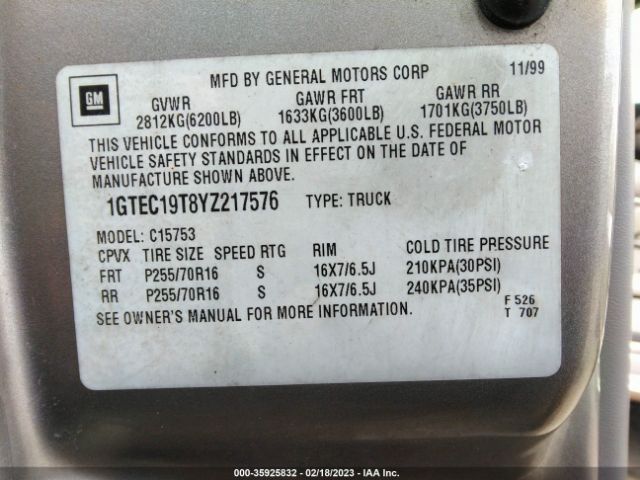 GM
MFD BY GENERAL MOTORS CORP 11/99
GVWR GAWR FRT GAWR RR
2812KG(6200LB) 1633KG(3600LB) 1701KG(3750LB)
THIS VEHICLE CONFORMS TO ALL APPLICABLE U.S. FEDERAL MOTOR
VEHICLE SAFETY STANDARDS IN EFFECT ON THE DATE OF
MANUFACTURE SHOWN ABOVE.
1GTEC19T8YZ217576 TYPE: TRUCK
MODEL: C15753
CPVX TIRE SIZE SPEED RTG RIM COLD TIRE PRESSURE
FRT P255/70R16 S 16X7/6.5J 210KPA(30PSI)
RR P255/70R16 S 16X7/6.5J 240KPA(35PSI)
SEE OWNER'S MANUAL FOR MORE INFORMATION.
F 526
T 707
000-35925832 - 02/18/2023 - IAA Inc.